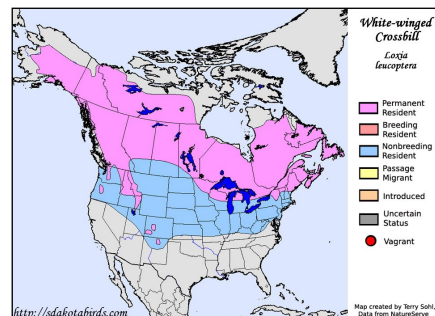 White-winged
Crossbill
Loxia
leucoptera
Permanent
Resident
Breeding
Resident
Nonbreeding
Resident
Passage
Migrant
Introduced
Uncertain
Status
Vagrant
Map created by Terry Sohl,
Data from NatureServe
http://sdakotabirds.com